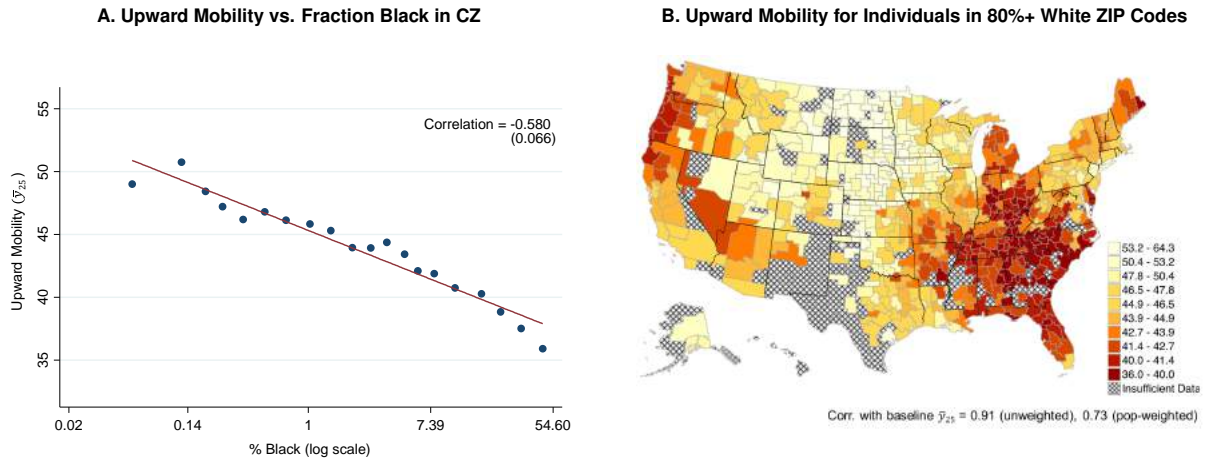 A. Upward Mobility vs. Fraction Black in CZ
55
50
45
40
35
Upward Mobility (ȳ₂₅)
Correlation = -0.580
(0.066)
0.02
0.14
1
7.39
54.60
% Black (log scale)
B. Upward Mobility for Individuals in 80%+ White ZIP Codes
53.2 - 64.3
50.4 - 53.2
47.8 - 50.4
46.5 - 47.8
44.9 - 46.5
43.9 - 44.9
42.7 - 43.9
41.4 - 42.7
40.0 - 41.4
36.0 - 40.0
Insufficient Data
Corr. with baseline ȳ₂₅ = 0.91 (unweighted), 0.73 (pop-weighted)